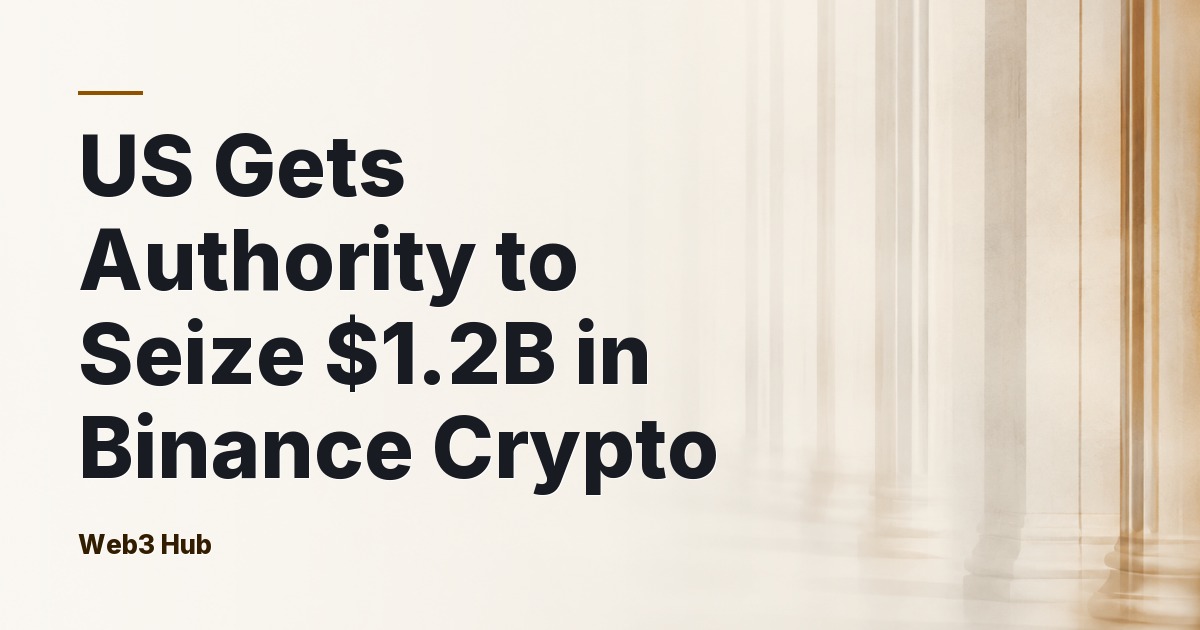 US Gets
Authority to
Seize $1.2B in
Binance Crypto
Web3 Hub